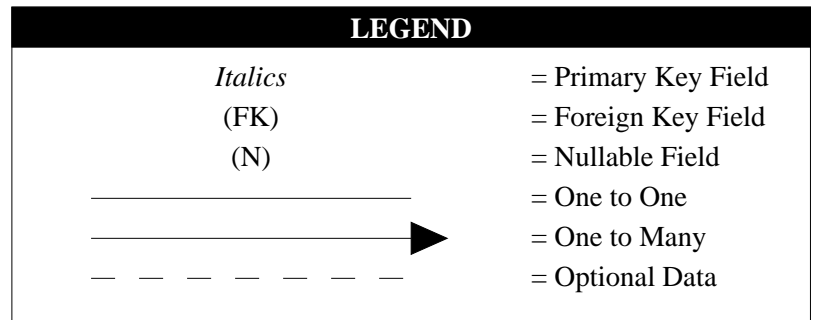 LEGEND
Italics = Primary Key Field
(FK) = Foreign Key Field
(N) = Nullable Field
= One to One
= One to Many
= Optional Data